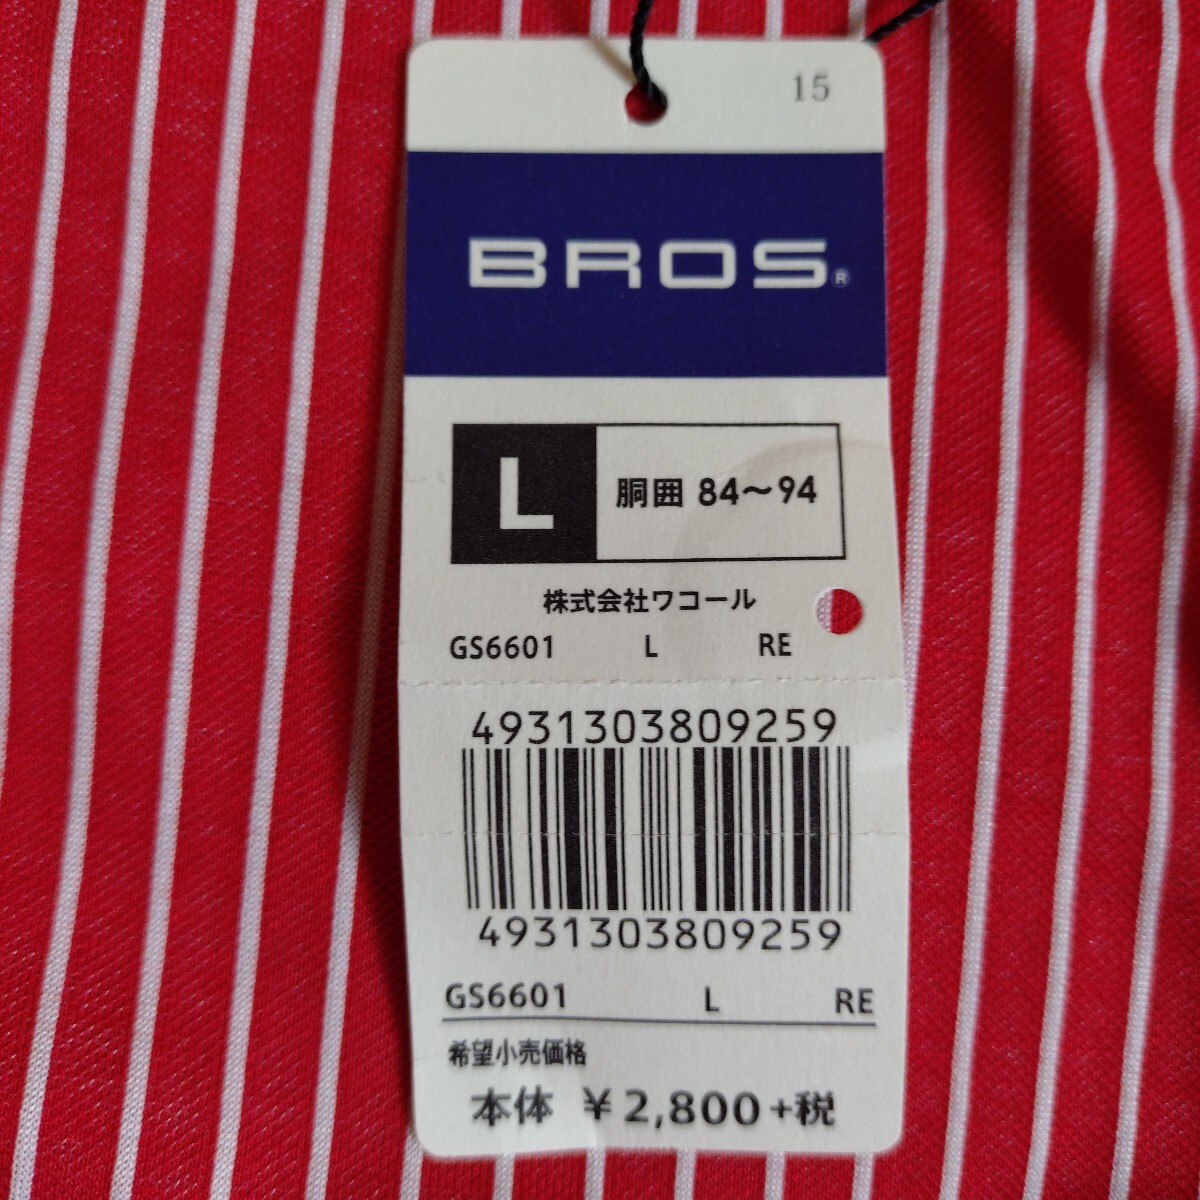 15
BROS®
L 胴囲 84〜94
株式会社ワコール
GS6601 L RE
4931303809259
4931303809259
GS6601 L RE
希望小売価格
本体 ¥2,800+税